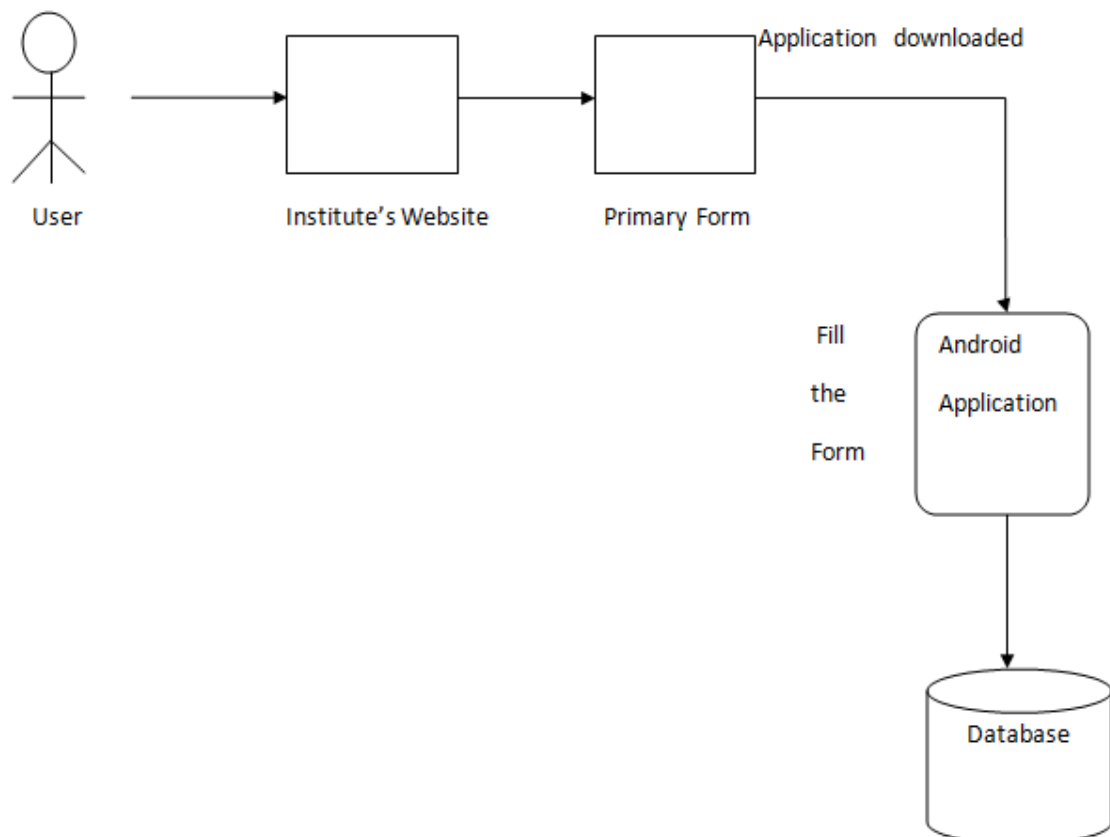 Application downloaded
User
Institute’s Website
Primary Form
Fill
the
Form
Android
Application
Database